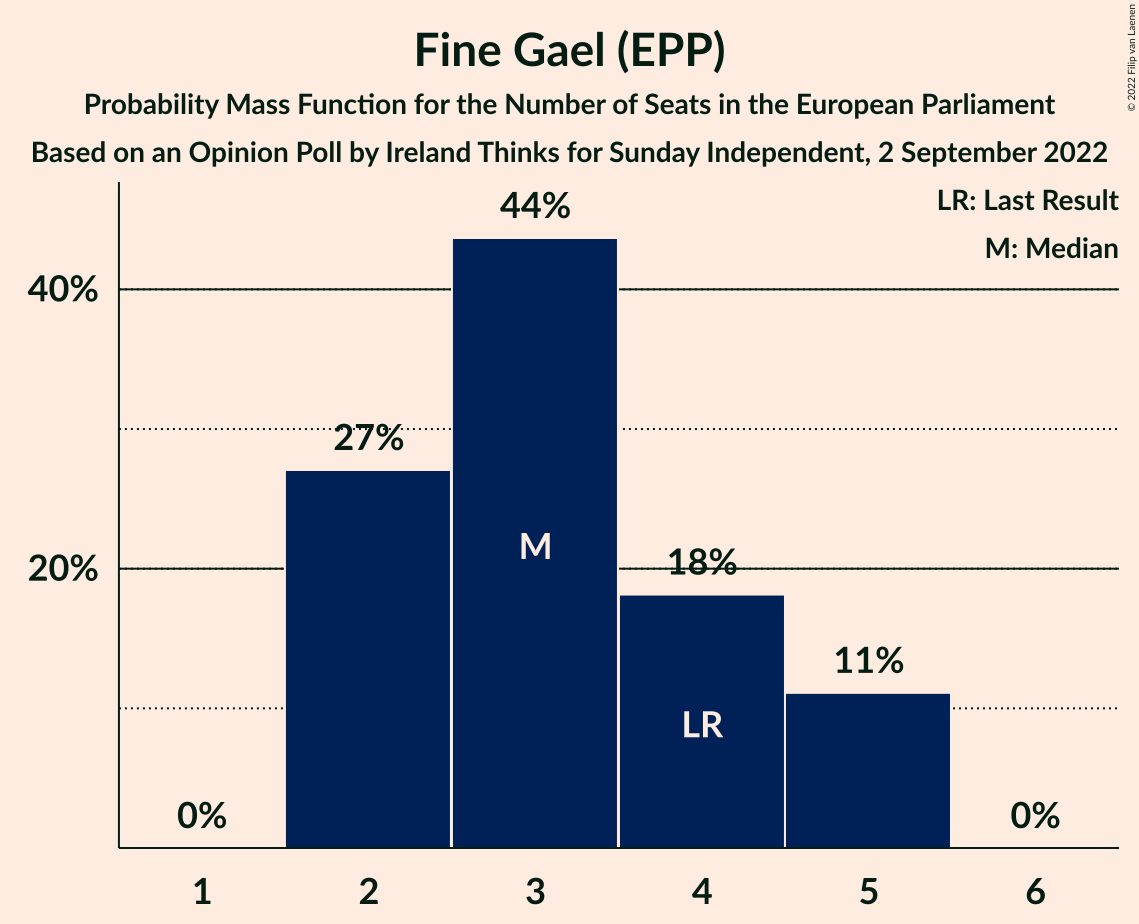 Fine Gael (EPP)
Probability Mass Function for the Number of Seats in the European Parliament
Based on an Opinion Poll by Ireland Thinks for Sunday Independent, 2 September 2022
© 2022 Filip van Laenen
LR: Last Result
M: Median
44%
40%
27%
M
20%
18%
11%
LR
0%
0%
1
2
3
4
5
6